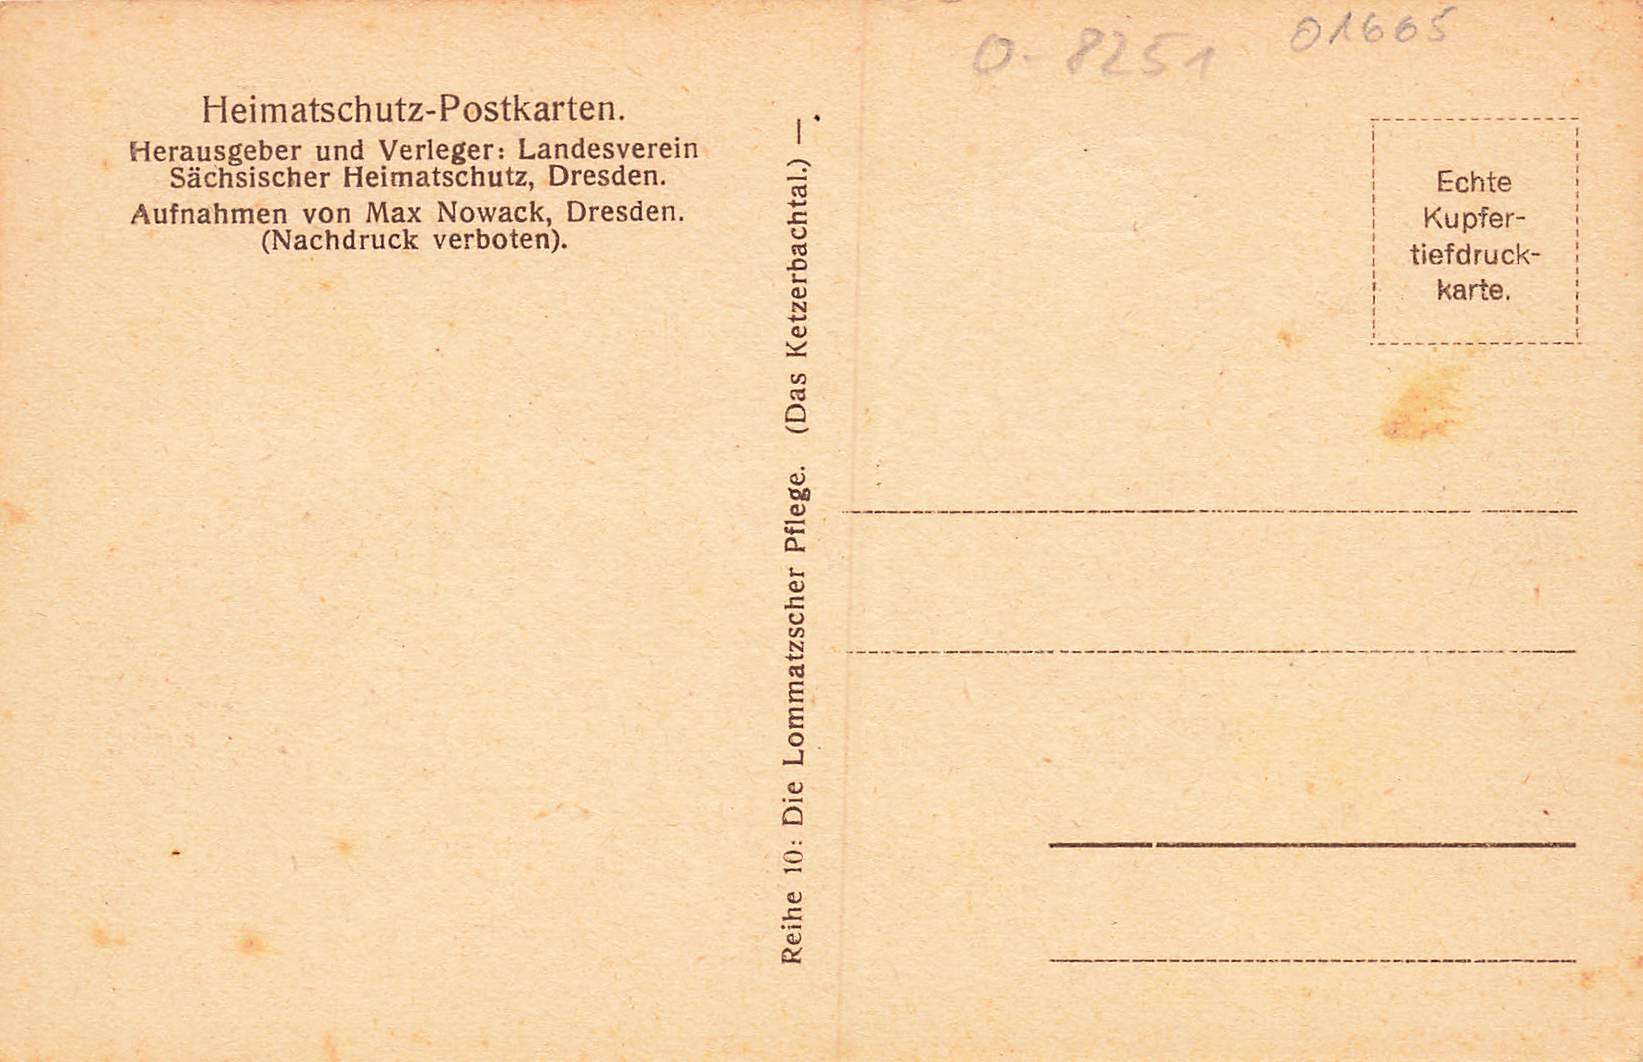 O-8251
01665
Heimatschutz-Postkarten.
Herausgeber und Verleger: Landesverein
Sächsischer Heimatschutz, Dresden.
Aufnahmen von Max Nowack, Dresden.
(Nachdruck verboten).
Reihe 10: Die Lommatzscher Pflege. (Das Ketzerbachtal.) —
Echte
Kupfer-
tiefdruck-
karte.